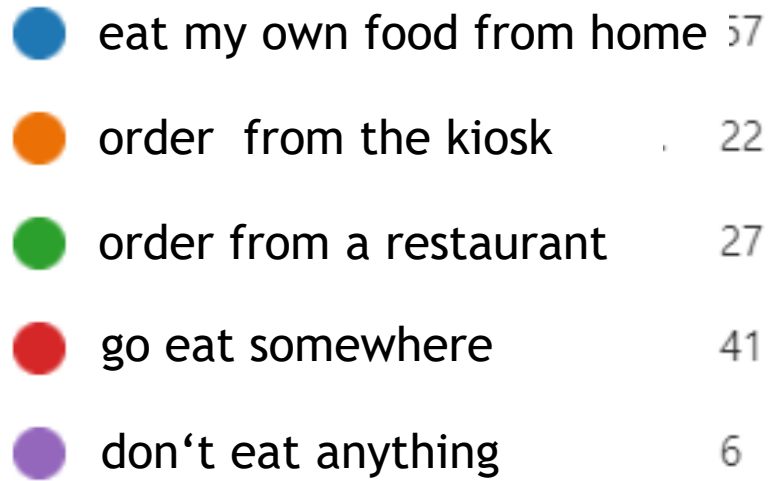 eat my own food from home 57
order from the kiosk 22
order from a restaurant 27
go eat somewhere 41
don‘t eat anything 6